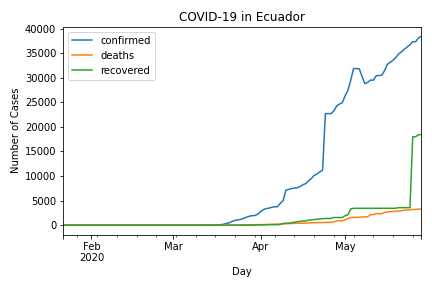 COVID-19 in Ecuador
confirmed
deaths
recovered
Number of Cases
40000
35000
30000
25000
20000
15000
10000
5000
0
Feb
2020
Mar
Apr
May
Day